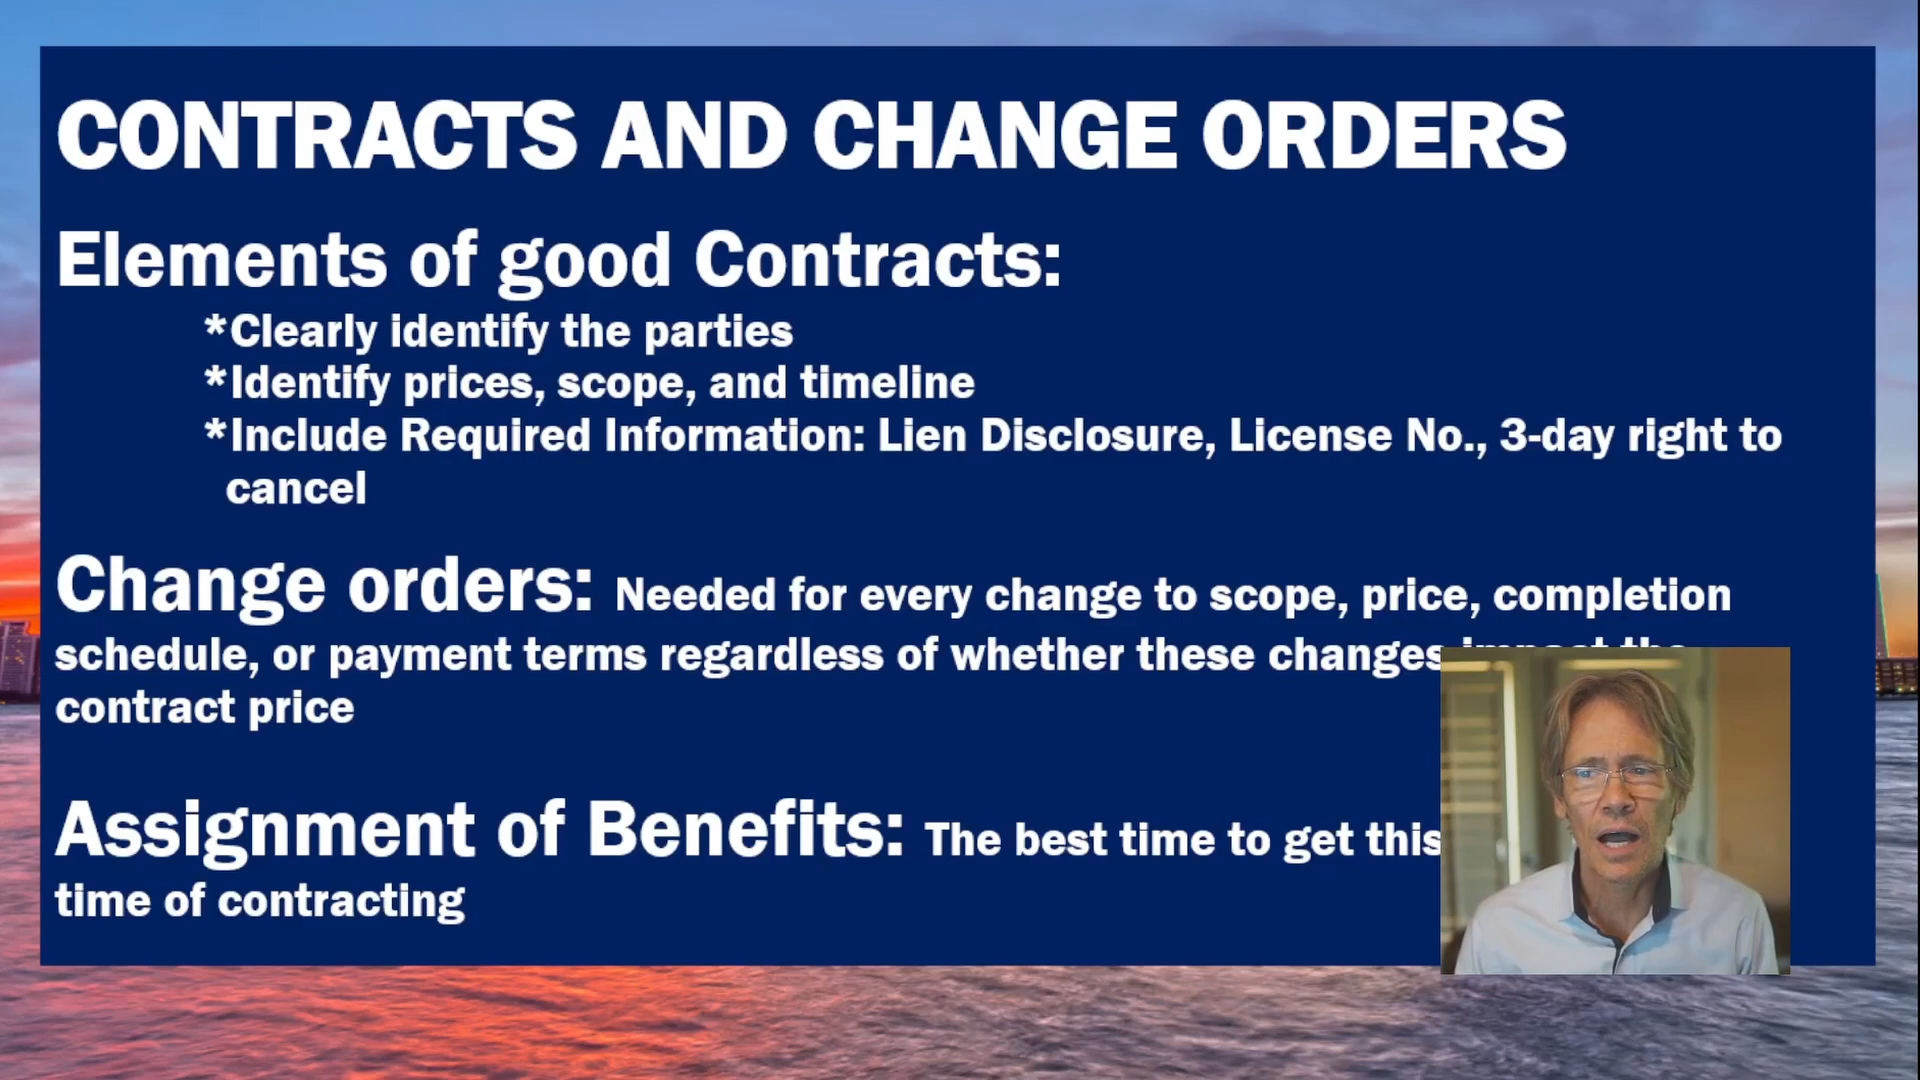 CONTRACTS AND CHANGE ORDERS
Elements of good Contracts:
*Clearly identify the parties
*Identify prices, scope, and timeline
*Include Required Information: Lien Disclosure, License No., 3-day right to
cancel
Change orders: Needed for every change to scope, price, completion
schedule, or payment terms regardless of whether these changes impact the
contract price
Assignment of Benefits: The best time to get this
time of contracting